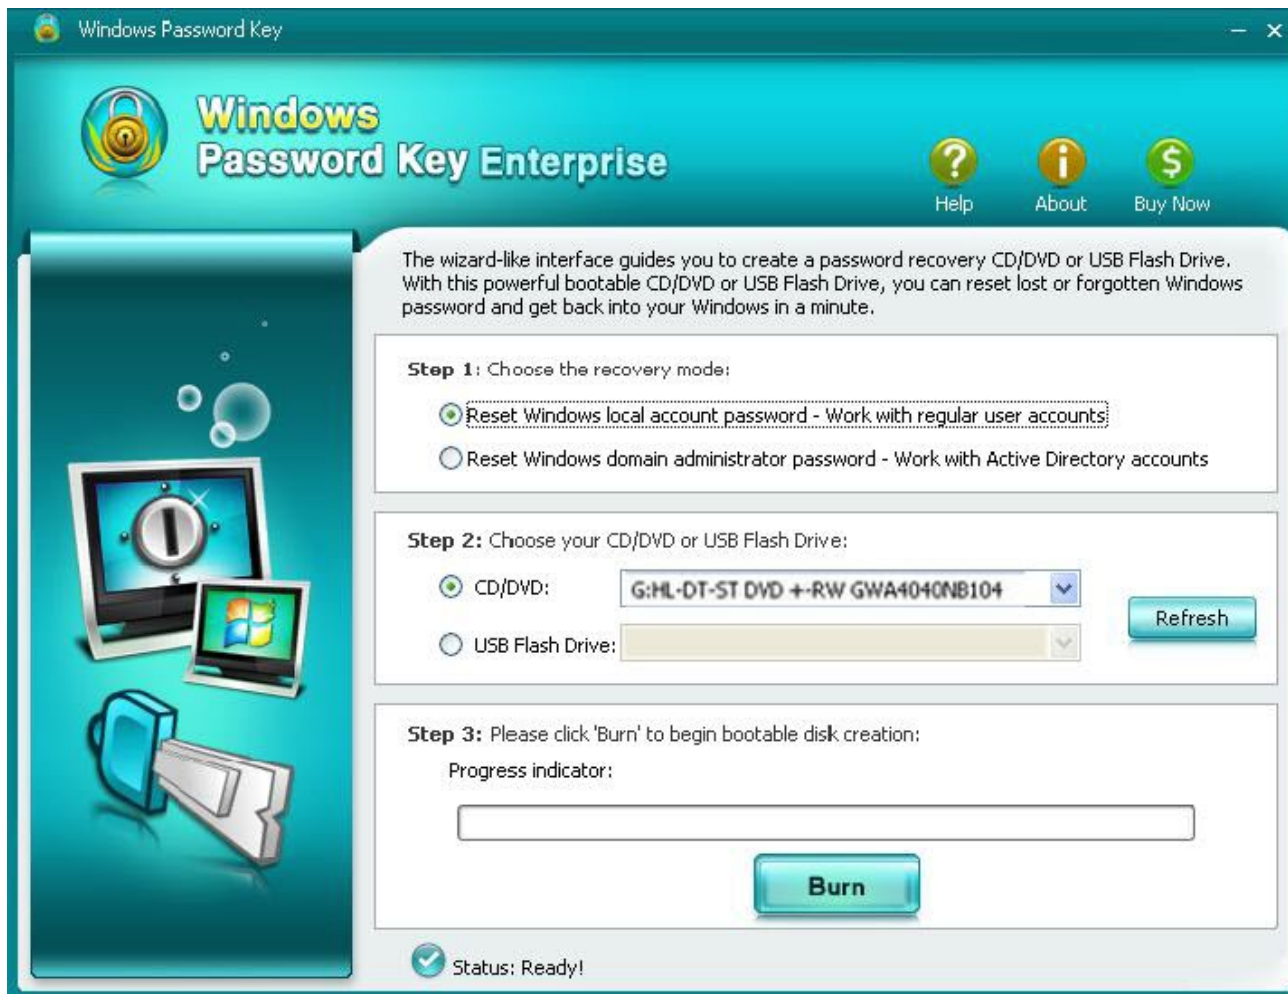 Windows Password Key
Windows
Password Key Enterprise
Help
About
Buy Now
The wizard-like interface guides you to create a password recovery CD/DVD or USB Flash Drive.
With this powerful bootable CD/DVD or USB Flash Drive, you can reset lost or forgotten Windows
password and get back into your Windows in a minute.
Step 1: Choose the recovery mode:
Reset Windows local account password - Work with regular user accounts
Reset Windows domain administrator password - Work with Active Directory accounts
Step 2: Choose your CD/DVD or USB Flash Drive:
CD/DVD:
G:HL-DT-ST DVD +-RW GWA4040NB104
Refresh
USB Flash Drive:
Step 3: Please click 'Burn' to begin bootable disk creation:
Progress indicator:
Burn
Status: Ready!